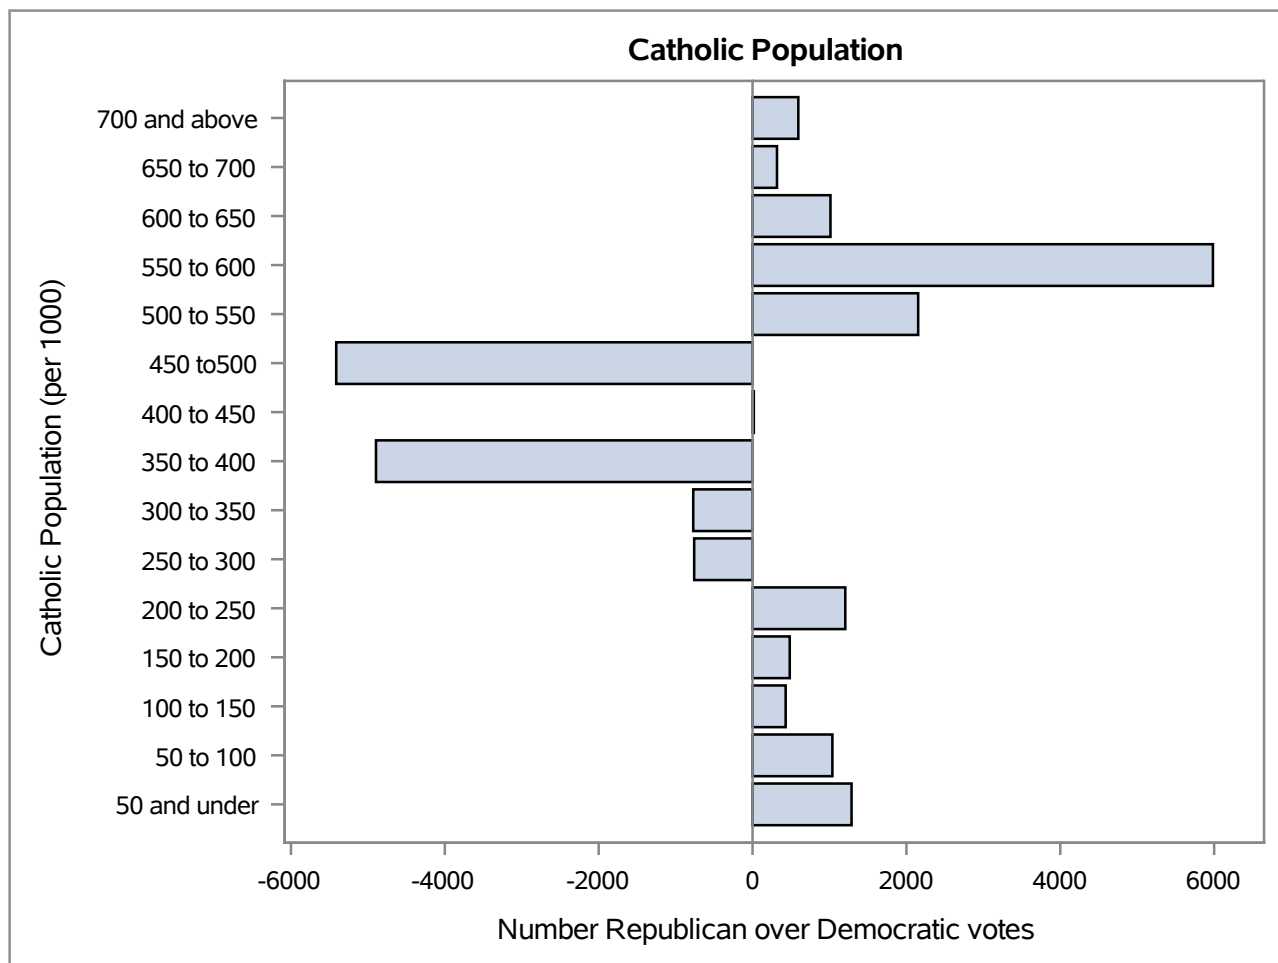 Catholic Population
700 and above
650 to 700
600 to 650
550 to 600
500 to 550
450 to500
400 to 450
350 to 400
300 to 350
250 to 300
200 to 250
150 to 200
100 to 150
50 to 100
50 and under
Catholic Population (per 1000)
-6000 -4000 -2000 0 2000 4000 6000
Number Republican over Democratic votes